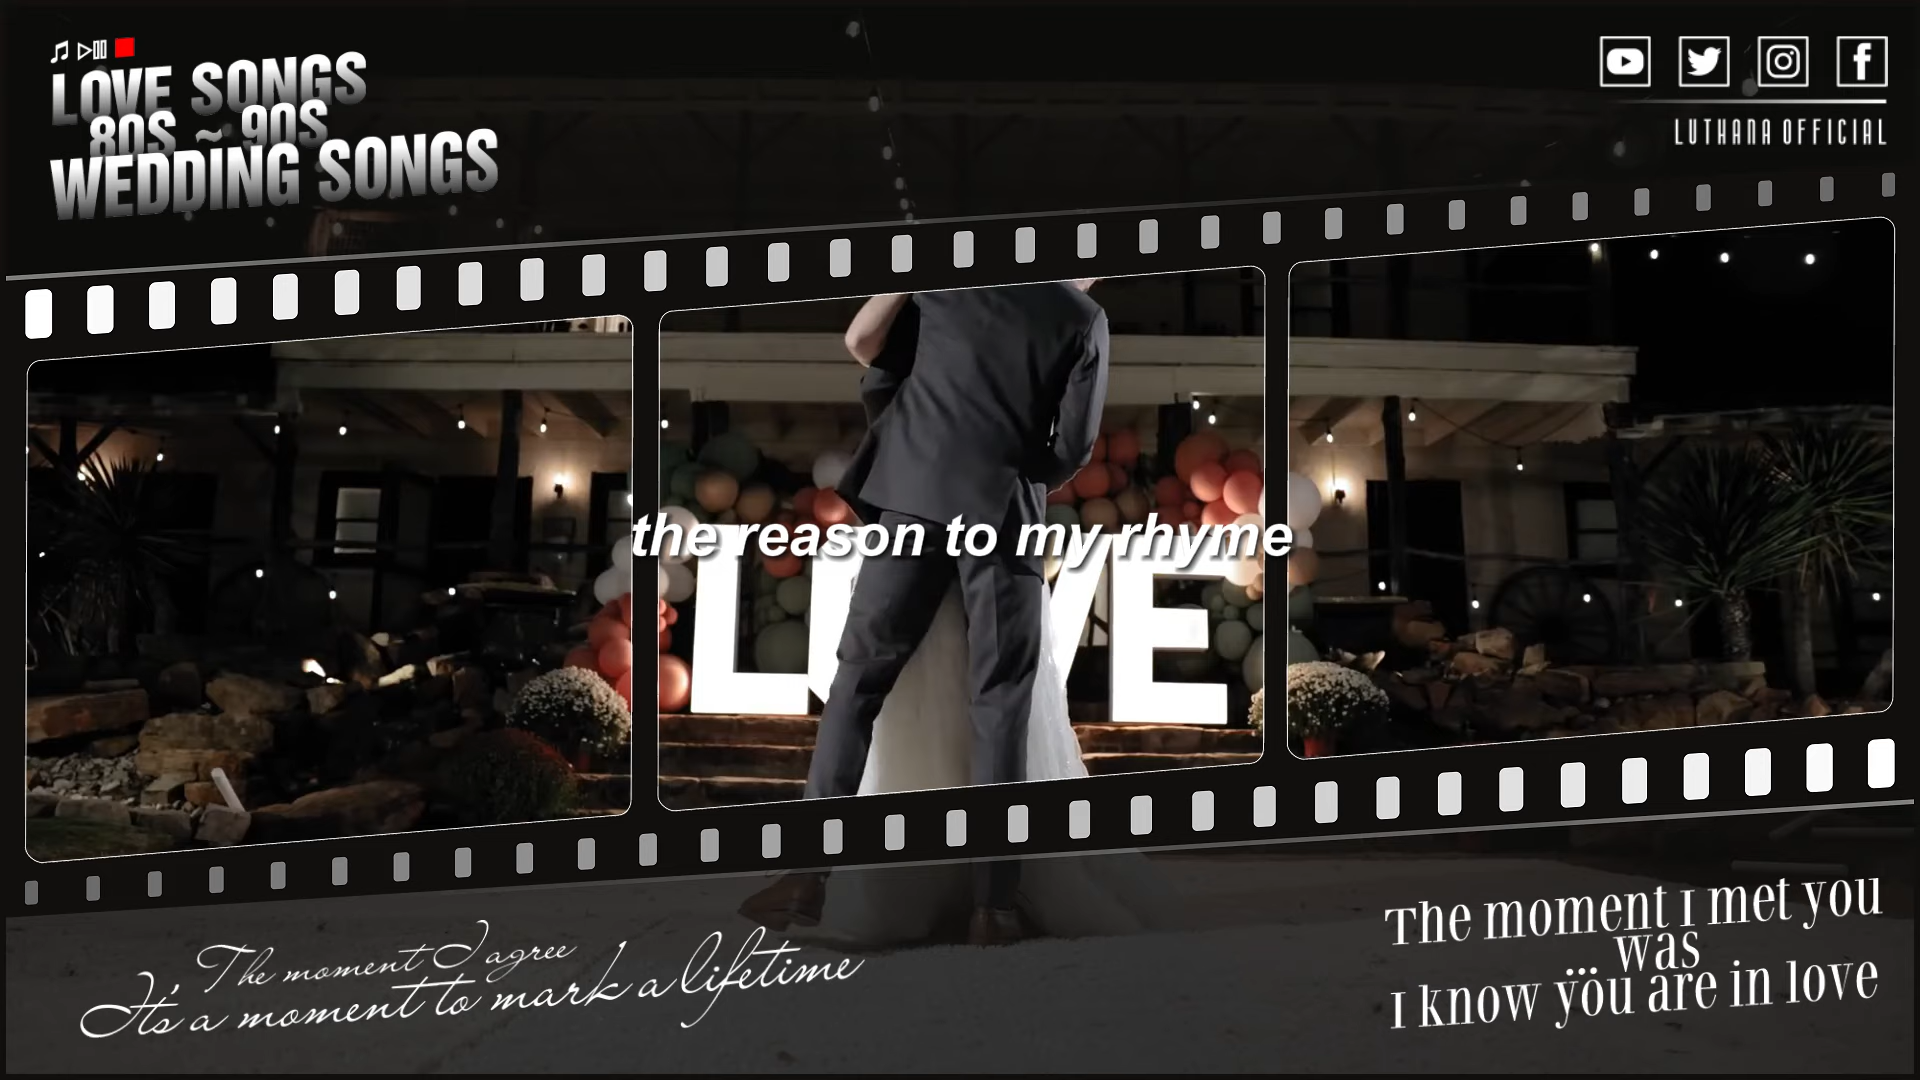 LOVE SONGS
80S ~ 90S
WEDDING SONGS
LUTHANA OFFICIAL
the reason to my rhyme
LOVE
The moment I agree
It's a moment to mark a lifetime
The moment I met you
was
I know yöu are in love